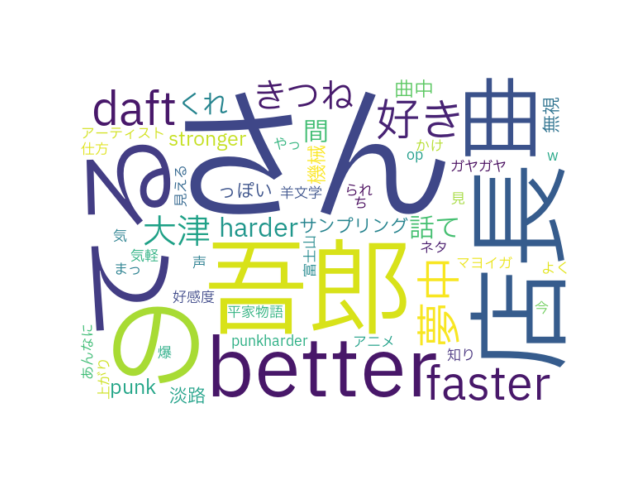 daft
くれ
きつね
好き
曲中
曲
無視
アーティスト
仕方
stronger
さん
間
機械
やっ
かけ
op
ガヤガヤ
w
てる
見える
っぽい
羊文学
られ
ち
見
店長
大津
harder
サンプリング
話て
ネタ
気
気軽
まっ
声
吾郎
富士山
夢中
マヨイガ
よく
の
好感度
平家物語
今
あんなに
上がり
爆
punkharder
アニメ
知り
punk
淡路
better
faster